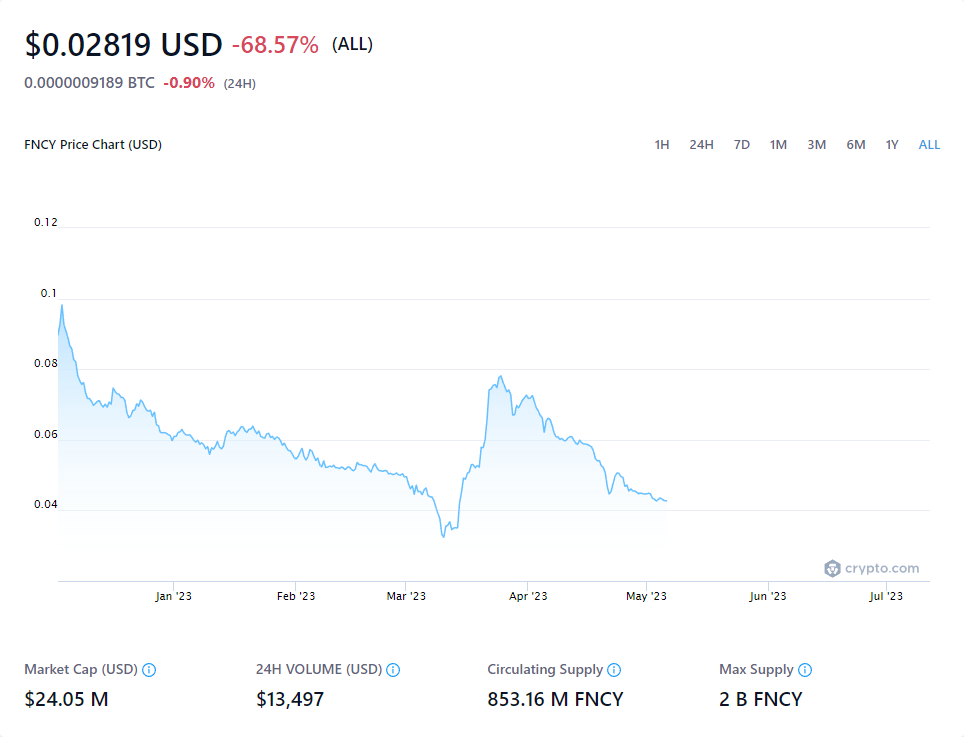 $0.02819 USD -68.57% (ALL)
0.0000009189 BTC -0.90% (24H)
FNCY Price Chart (USD) 1H 24H 7D 1M 3M 6M 1Y ALL
0.12
0.1
0.08
0.06
0.04
crypto.com
Jan '23 Feb '23 Mar '23 Apr '23 May '23 Jun '23 Jul '23
Market Cap (USD) 24H VOLUME (USD) Circulating Supply Max Supply
$24.05 M $13,497 853.16 M FNCY 2 B FNCY